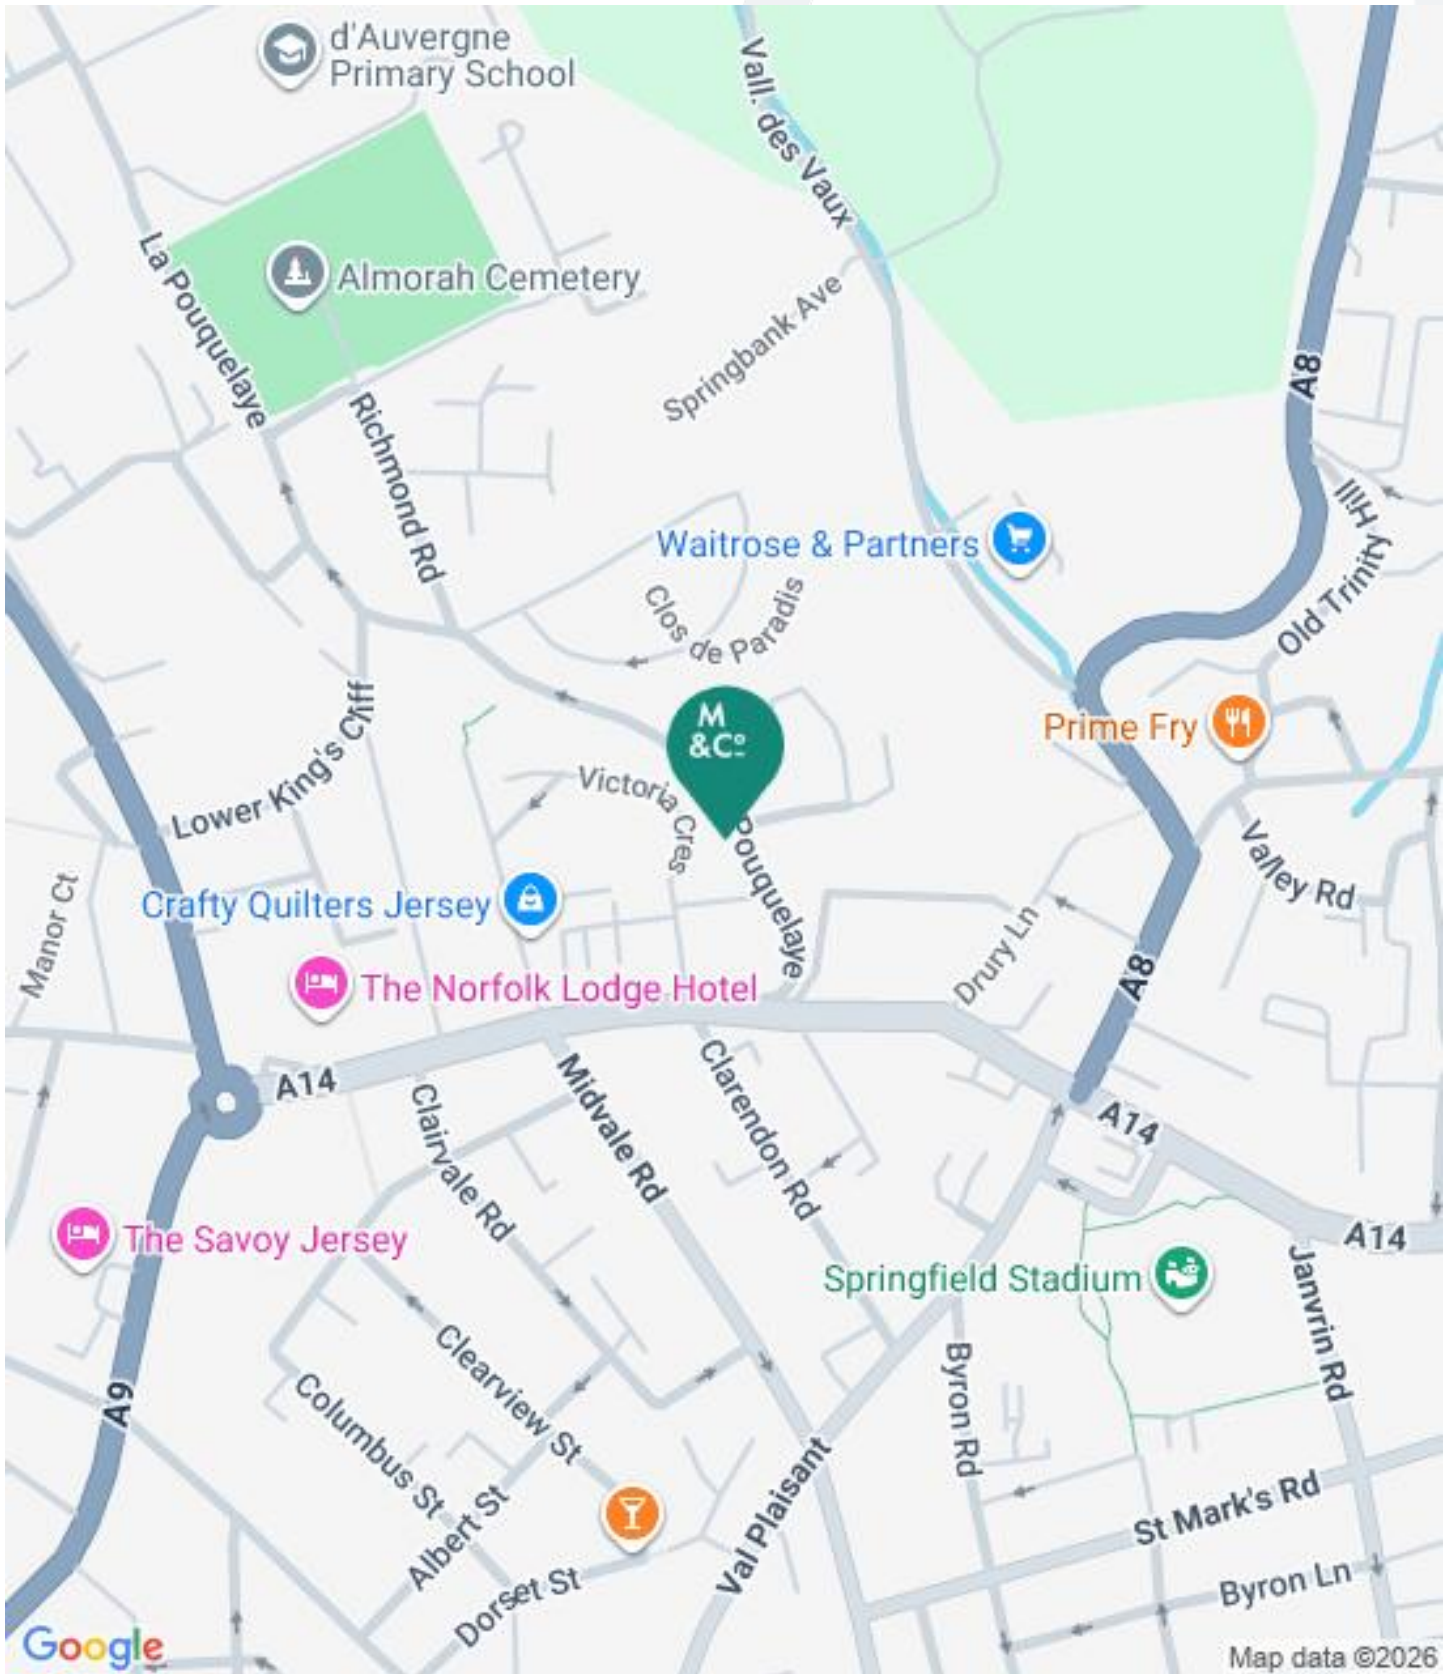 d'Auvergne
Primary School
Vall. des Vaux
La Pouquelaye
Almorah Cemetery
Springbank Ave
A8
Richmond Rd
Old Trinity Hill
Waitrose & Partners
Clos de Paradis
Lower King's Cliff
M
&Cº
Prime Fry
Victoria Cres
Pouquelaye
Valley Rd
Manor Ct
Crafty Quilters Jersey
Drury Ln
A8
The Norfolk Lodge Hotel
A14
Midvale Rd
Clarendon Rd
Clairvale Rd
A14
The Savoy Jersey
A14
Springfield Stadium
Janvrin Rd
Clearview St
Byron Rd
A9
Columbus St
Albert St
Val Plaisant
St Mark's Rd
Dorset St
Byron Ln
Google
Map data ©2026